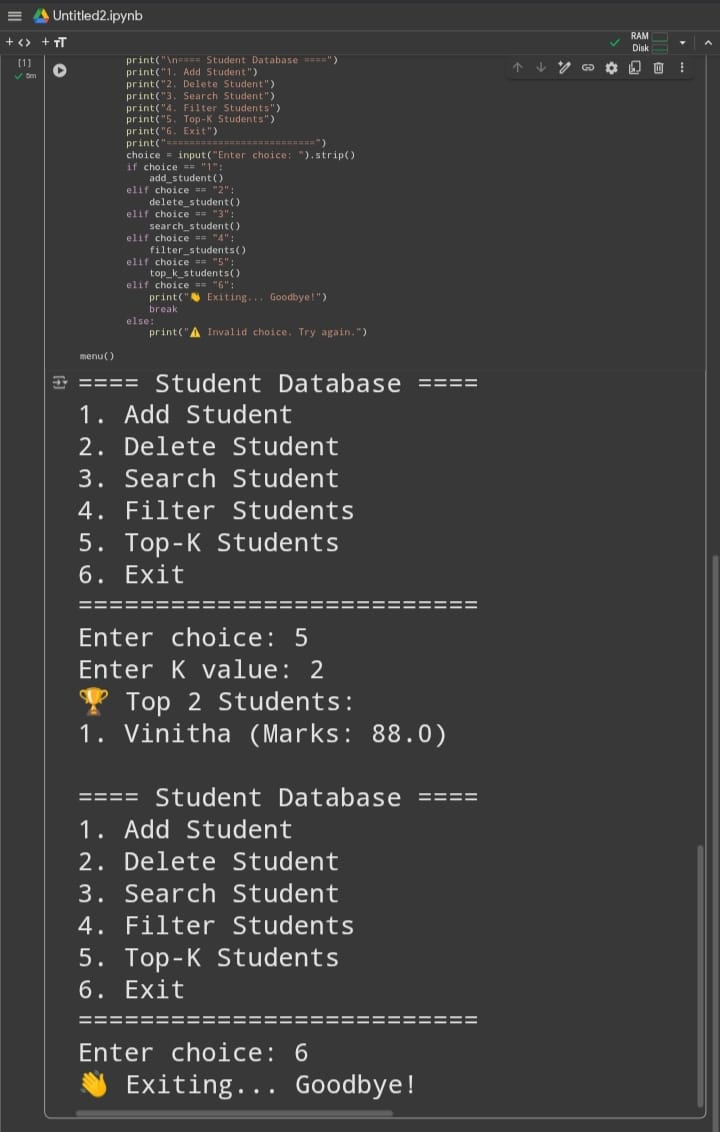 Untitled2.ipynb
+ <> + TT
RAM
Disk
[1]
5m
print("\n==== Student Database ====")
print("1. Add Student")
print("2. Delete Student")
print("3. Search Student")
print("4. Filter Students")
print("5. Top-K Students")
print("6. Exit")
print("==========================")
choice = input("Enter choice: ").strip()
if choice == "1":
add_student()
elif choice == "2":
delete_student()
elif choice == "3":
search_student()
elif choice == "4":
filter_students()
elif choice == "5":
top_k_students()
elif choice == "6":
print("👋 Exiting... Goodbye!")
break
else:
print("⚠️ Invalid choice. Try again.")
menu()
==== Student Database ====
1. Add Student
2. Delete Student
3. Search Student
4. Filter Students
5. Top-K Students
6. Exit
==========================
Enter choice: 5
Enter K value: 2
🏆 Top 2 Students:
1. Vinitha (Marks: 88.0)
==== Student Database ====
1. Add Student
2. Delete Student
3. Search Student
4. Filter Students
5. Top-K Students
6. Exit
==========================
Enter choice: 6
👋 Exiting... Goodbye!